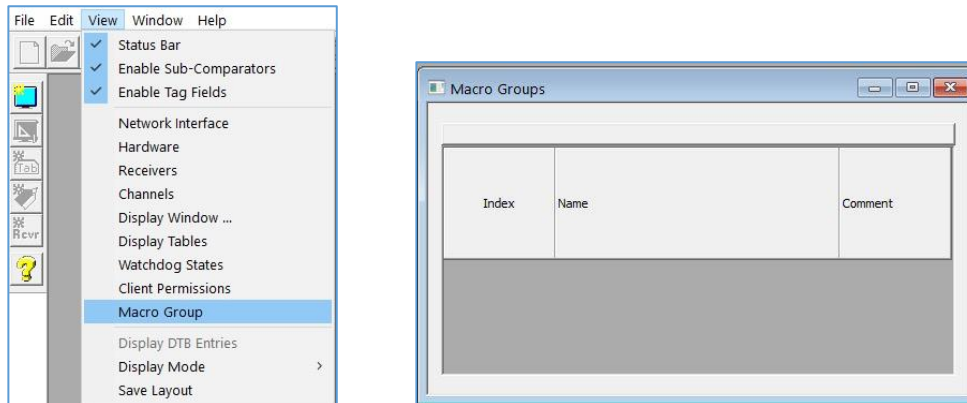 File Edit View Window Help
Status Bar
Enable Sub-Comparators
Enable Tag Fields
Network Interface
Hardware
Receivers
Channels
Display Window ...
Display Tables
Watchdog States
Client Permissions
Macro Group
Display DTB Entries
Display Mode
Save Layout
Tab
Rcvr
Macro Groups
Index Name Comment